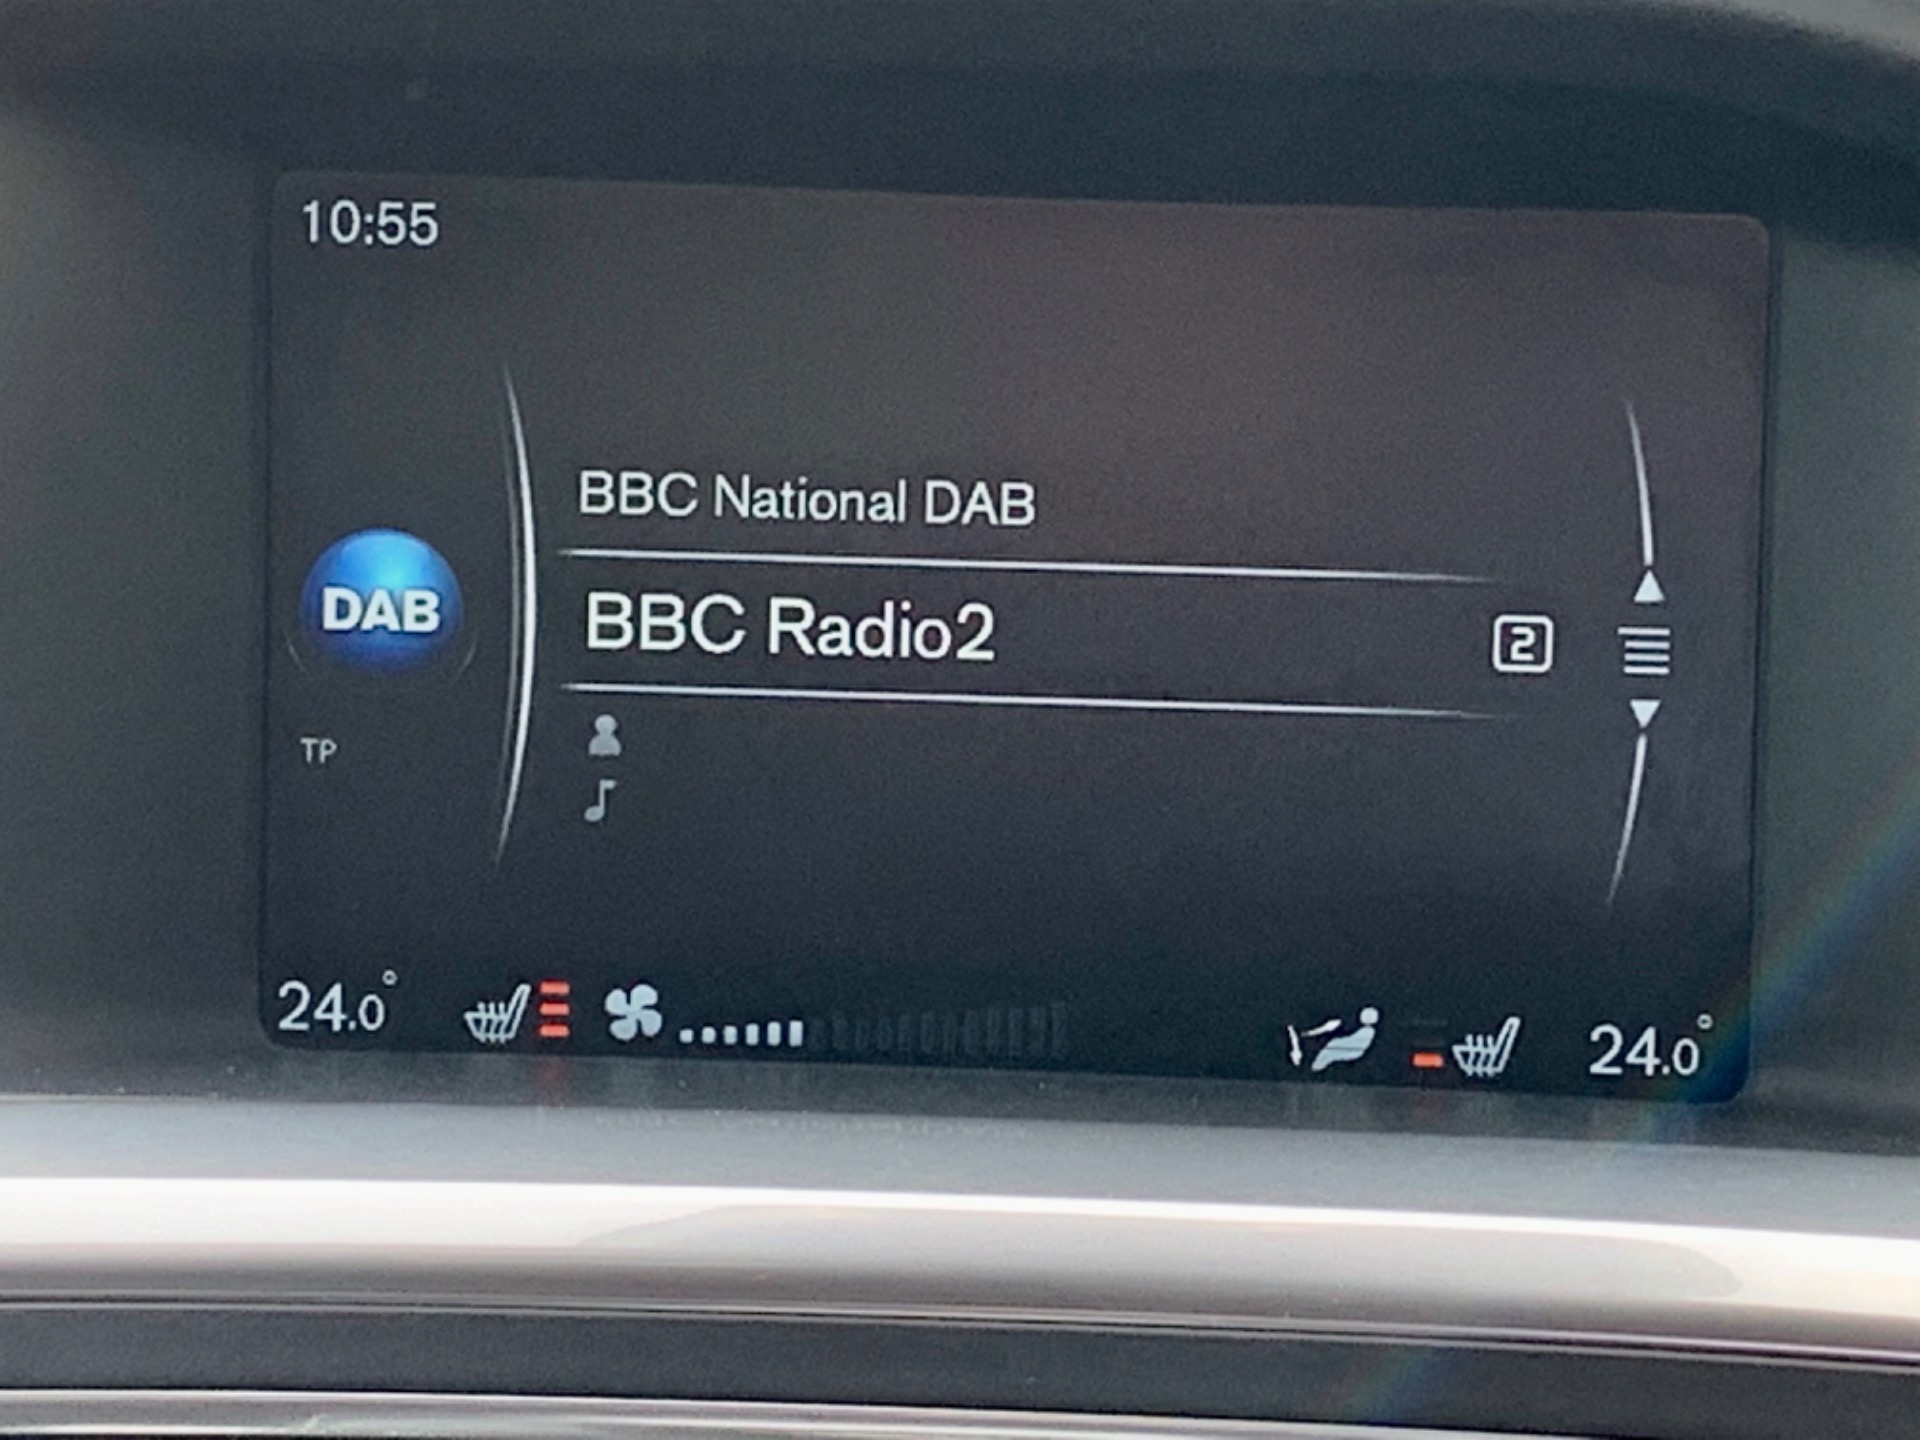 10:55
BBC National DAB
DAB
BBC Radio2
2
TP
24.0°
24.0°